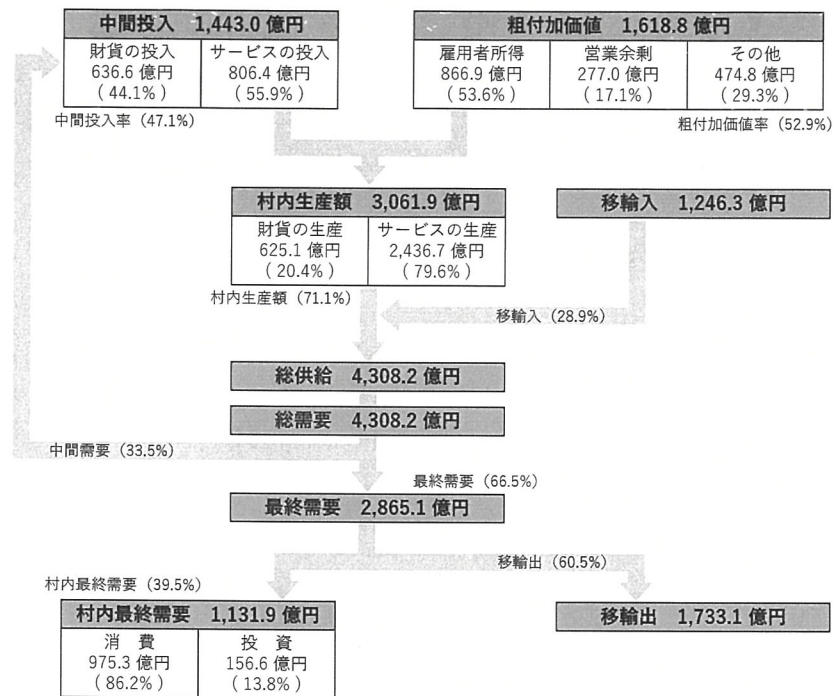 中間投入　1,443.0 億円
財貨の投入
636.6 億円
（44.1%）
サービスの投入
806.4 億円
（55.9%）
中間投入率（47.1%）
粗付加価値　1,618.8 億円
雇用者所得
866.9 億円
（53.6%）
営業余剰
277.0 億円
（17.1%）
その他
474.8 億円
（29.3%）
粗付加価値率（52.9%）
村内生産額　3,061.9 億円
財貨の生産
625.1 億円
（20.4%）
サービスの生産
2,436.7 億円
（79.6%）
村内生産額（71.1%）
移輸入　1,246.3 億円
移輸入（28.9%）
総供給　4,308.2 億円
総需要　4,308.2 億円
中間需要（33.5%）
最終需要（66.5%）
最終需要　2,865.1 億円
移輸出（60.5%）
村内最終需要（39.5%）
村内最終需要　1,131.9 億円
消　費
975.3 億円
（86.2%）
投　資
156.6 億円
（13.8%）
移輸出　1,733.1 億円